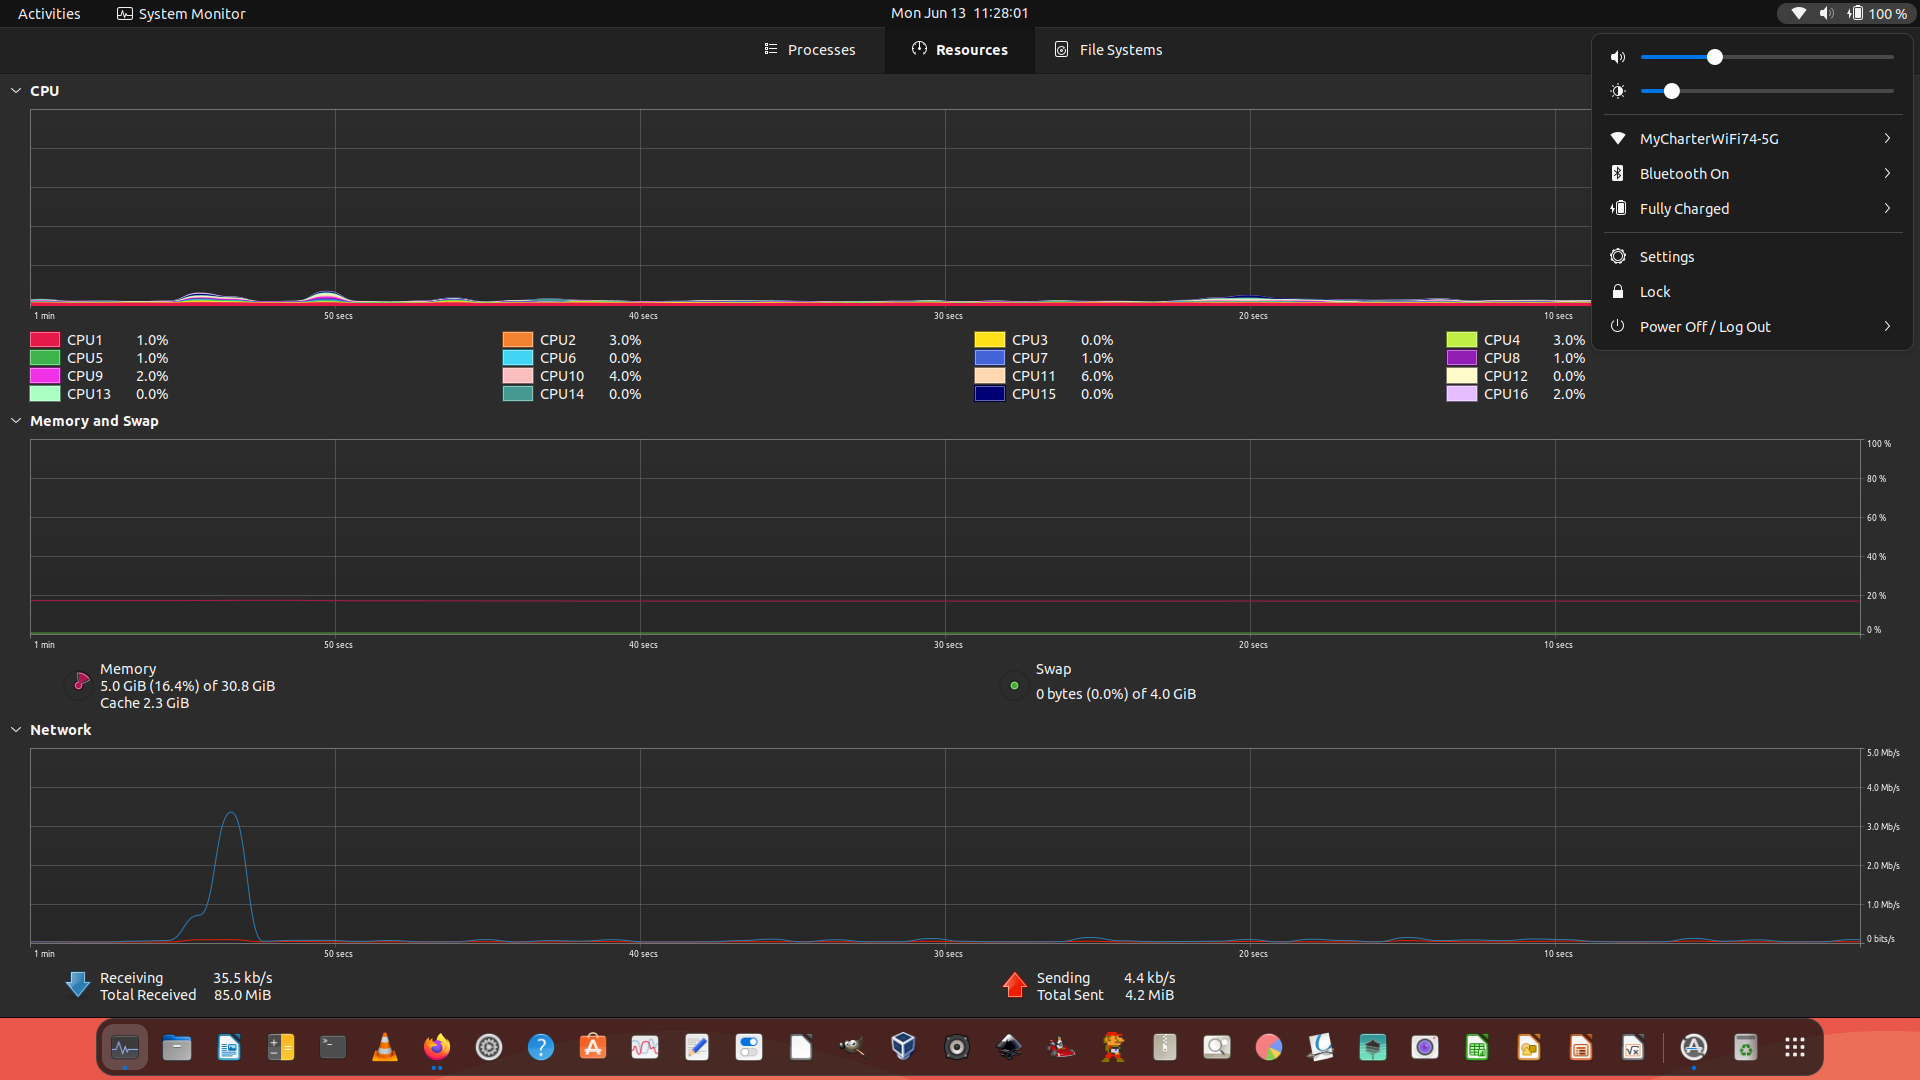 Activities System Monitor Mon Jun 13 11:28:01 100 %
Processes Resources File Systems
CPU
MyCharterWiFi74-5G
Bluetooth On
Fully Charged
Settings
Lock
Power Off / Log Out
1 min 50 secs 40 secs 30 secs 20 secs 10 secs
CPU1 1.0% CPU2 3.0% CPU3 0.0% CPU4 3.0%
CPU5 1.0% CPU6 0.0% CPU7 1.0% CPU8 1.0%
CPU9 2.0% CPU10 4.0% CPU11 6.0% CPU12 0.0%
CPU13 0.0% CPU14 0.0% CPU15 0.0% CPU16 2.0%
Memory and Swap
100 %
80 %
60 %
40 %
20 %
0 %
1 min 50 secs 40 secs 30 secs 20 secs 10 secs
Memory
5.0 GiB (16.4%) of 30.8 GiB
Cache 2.3 GiB
Swap
0 bytes (0.0%) of 4.0 GiB
Network
5.0 Mb/s
4.0 Mb/s
3.0 Mb/s
2.0 Mb/s
1.0 Mb/s
0 bits/s
1 min 50 secs 40 secs 30 secs 20 secs 10 secs
Receiving 35.5 kb/s
Total Received 85.0 MiB
Sending 4.4 kb/s
Total Sent 4.2 MiB